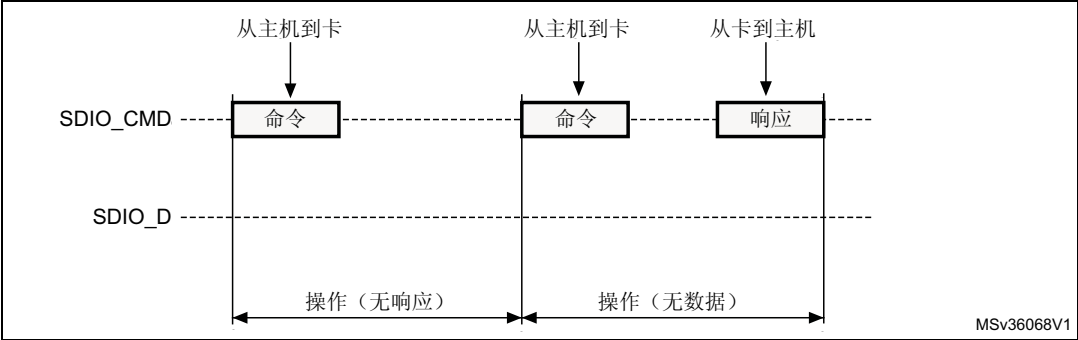 从主机到卡 从主机到卡 从卡到主机
SDIO_CMD 命令 命令 响应
SDIO_D
操作（无响应） 操作（无数据）
MSv36068V1